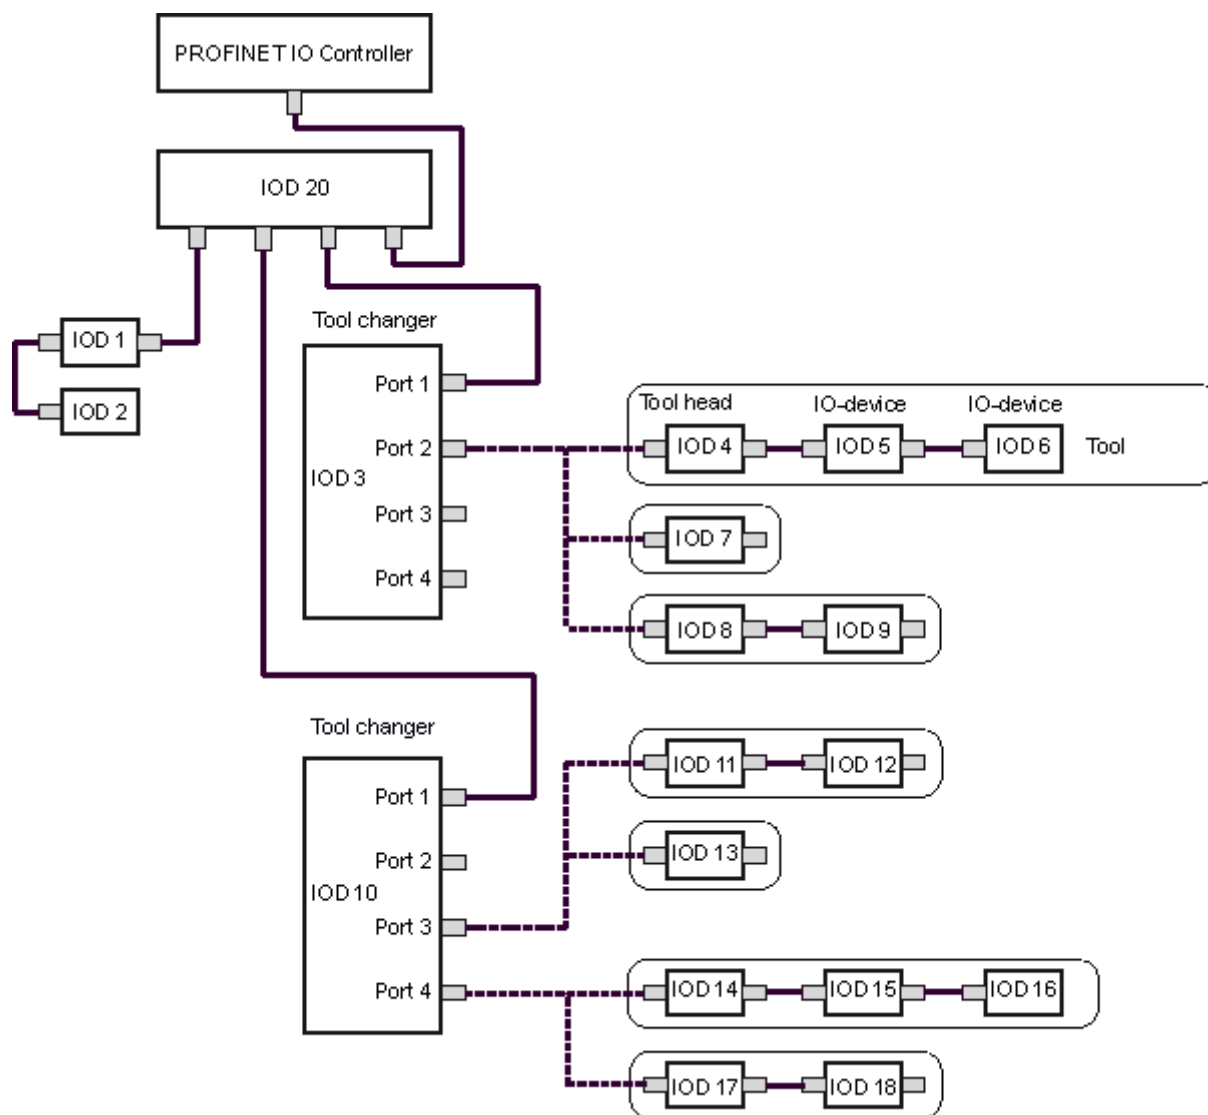 PROFINET IO Controller
IOD 20
IOD 1
IOD 2
Tool changer
Port 1
Port 2
IOD 3
Port 3
Port 4
Tool head IO-device IO-device
IOD 4 IOD 5 IOD 6 Tool
IOD 7
IOD 8 IOD 9
Tool changer
Port 1
Port 2
IOD 10
Port 3
Port 4
IOD 11 IOD 12
IOD 13
IOD 14 IOD 15 IOD 16
IOD 17 IOD 18